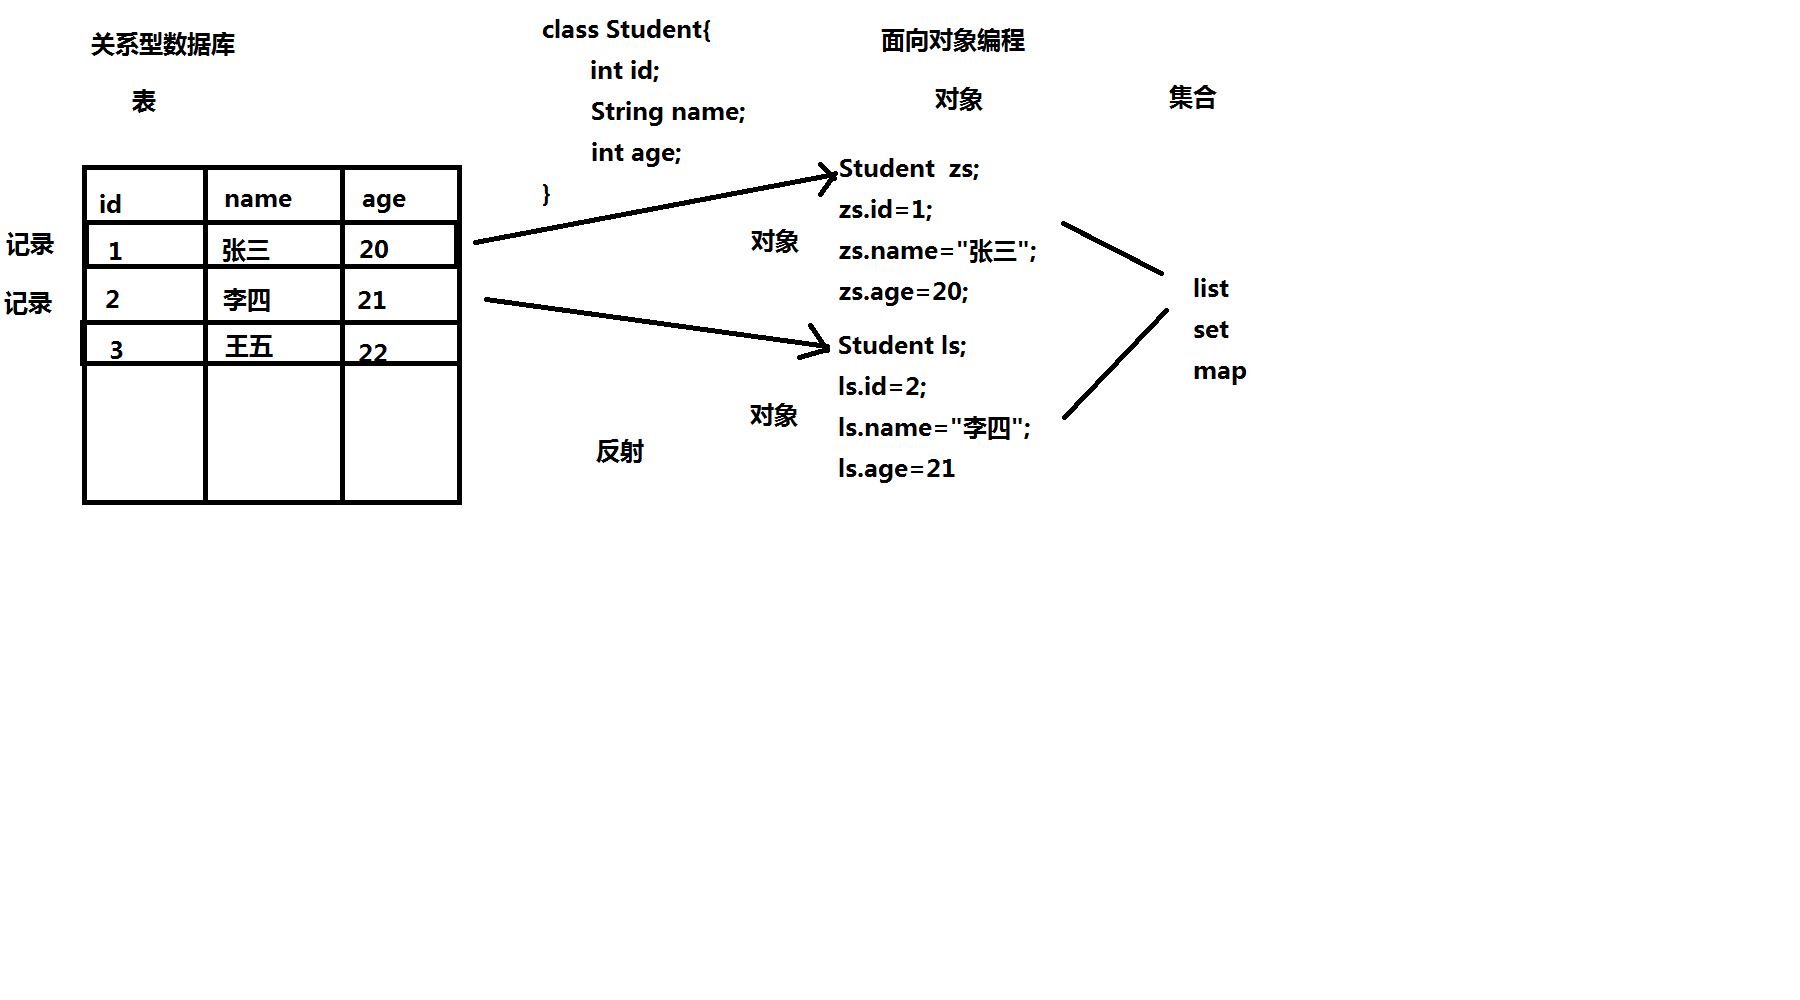 关系型数据库
表
id name age
记录 1 张三 20
记录 2 李四 21
3 王五 22
class Student{
int id;
String name;
int age;
}
反射
面向对象编程
对象
对象
Student zs;
zs.id=1;
zs.name="张三";
zs.age=20;
对象
Student ls;
ls.id=2;
ls.name="李四";
ls.age=21
集合
list
set
map